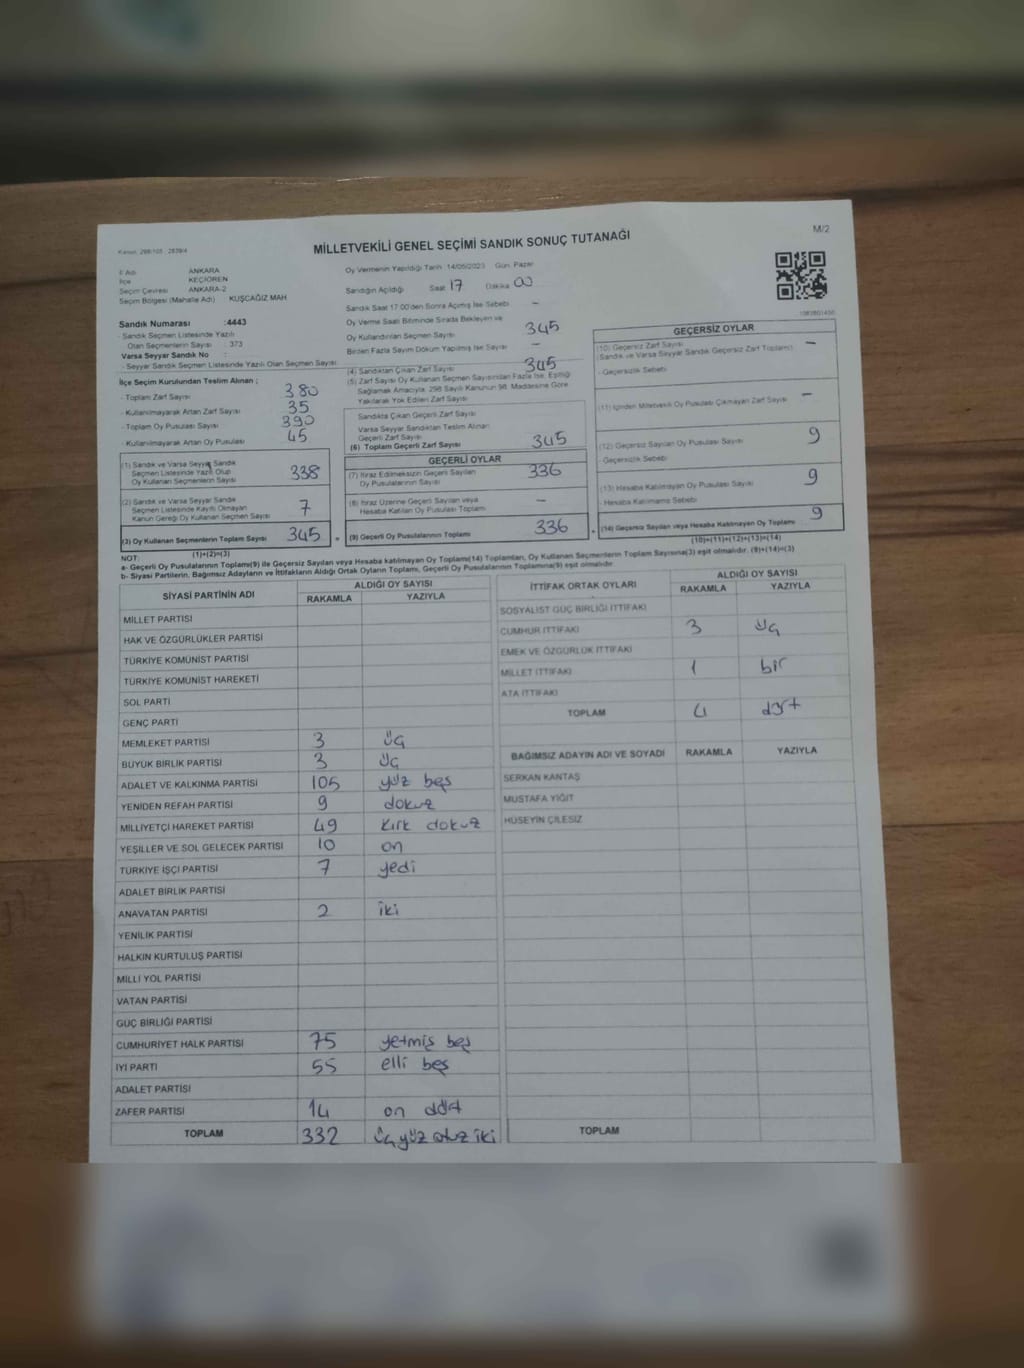 MİLLETVEKİLİ GENEL SEÇİMİ SANDIK SONUÇ TUTANAĞI
M/2
İl Adı ANKARA
İlçe KEÇİÖREN
Seçim Çevresi ANKARA-2
Seçim Bölgesi (Mahalle Adı) KUŞCAĞIZ MAH
Sandık Numarası :4443
- Sandık Seçmen Listesinde Yazılı
Olan Seçmenlerin Sayısı : 373
Varsa Seyyar Sandık No :
- Seyyar Sandık Seçmen Listesinde Yazılı Olan Seçmen Sayısı
İlçe Seçim Kurulundan Teslim Alınan ;
- Toplam Zarf Sayısı 380
- Kullanılmayarak Artan Zarf Sayısı 35
- Toplam Oy Pusulası Sayısı 390
- Kullanılmayarak Artan Oy Pusulası 45
(1) Sandık ve Varsa Seyyar Sandık
Seçmen Listesinde Yazılı Olup
Oy Kullanan Seçmenlerin Sayısı 338
(2) Sandık ve Varsa Seyyar Sandık
Seçmen Listesinde Kayıtlı Olmayan
Kanun Gereği Oy Kullanan Seçmen Sayısı 7
(3) Oy Kullanan Seçmenlerin Toplam Sayısı 345
(1)+(2)=(3)
Oy Vermenin Yapıldığı Tarih 14/05/2023 Gün Pazar
Sandığın Açıldığı Saat 17 Dakika 00
Sandık Saat 17.00'den Sonra Açılmış İse Sebebi -
Oy Verme Saati Bitiminde Sırada Bekleyen ve
Oy Kullandırılan Seçmen Sayısı 345
Birden Fazla Sayım Döküm Yapılmış İse Sayısı -
(4) Sandıktan Çıkan Zarf Sayısı 345
(5) Zarf Sayısı Oy Kullanan Seçmen Sayısından Fazla İse, Eşitliği
Sağlamak Amacıyla, 298 Sayılı Kanunun 98. Maddesine Göre
Yakılarak Yok Edilen Zarf Sayısı
Sandıkta Çıkan Geçerli Zarf Sayısı
Varsa Seyyar Sandıktan Teslim Alınan
Geçerli Zarf Sayısı
(6) Toplam Geçerli Zarf Sayısı 345
GEÇERLİ OYLAR
(7) İtiraz Edilmeksizin Geçerli Sayılan
Oy Pusulalarının Sayısı 336
(8) İtiraz Üzerine Geçerli Sayılan veya
Hesaba Katılan Oy Pusulası Toplamı -
(9) Geçerli Oy Pusulalarının Toplamı 336
GEÇERSİZ OYLAR
(10) Geçersiz Zarf Sayısı
(Sandık ve Varsa Seyyar Sandık Geçersiz Zarf Toplamı) -
- Geçersizlik Sebebi
(11) İçinden Milletvekili Oy Pusulası Çıkmayan Zarf Sayısı -
(12) Geçersiz Sayılan Oy Pusulası Sayısı 9
- Geçersizlik Sebebi
(13) Hesaba Katılmayan Oy Pusulası Sayısı 9
- Hesaba Katılmama Sebebi
(14) Geçersiz Sayılan veya Hesaba Katılmayan Oy Toplamı 9
(10)+(11)+(12)+(13)=(14)
NOT:
a- Geçerli Oy Pusulalarının Toplamı(9) ile Geçersiz Sayılan veya Hesaba Katılmayan Oy Toplamı(14) Toplamları, Oy Kullanan Seçmenlerin Toplam Sayısına(3) eşit olmalıdır. (9)+(14)=(3)
b- Siyasi Partilerin, Bağımsız Adayların ve İttifakların Aldığı Ortak Oyların Toplamı, Geçerli Oy Pusulalarının Toplamına(9) eşit olmalıdır.
SİYASİ PARTİNİN ADI ALDIĞI OY SAYISI
RAKAMLA YAZIYLA
MİLLET PARTİSİ
HAK VE ÖZGÜRLÜKLER PARTİSİ
TÜRKİYE KOMÜNİST PARTİSİ
TÜRKİYE KOMÜNİST HAREKETİ
SOL PARTİ
GENÇ PARTİ
MEMLEKET PARTİSİ 3 üç
BÜYÜK BİRLİK PARTİSİ 3 üç
ADALET VE KALKINMA PARTİSİ 105 yüz beş
YENİDEN REFAH PARTİSİ 9 dokuz
MİLLİYETÇİ HAREKET PARTİSİ 49 kırk dokuz
YEŞİLLER VE SOL GELECEK PARTİSİ 10 on
TÜRKİYE İŞÇİ PARTİSİ 7 yedi
ADALET BİRLİK PARTİSİ
ANAVATAN PARTİSİ 2 iki
YENİLİK PARTİSİ
HALKIN KURTULUŞ PARTİSİ
MİLLİ YOL PARTİSİ
VATAN PARTİSİ
GÜÇ BİRLİĞİ PARTİSİ
CUMHURİYET HALK PARTİSİ 75 yetmiş beş
İYİ PARTİ 55 elli beş
ADALET PARTİSİ
ZAFER PARTİSİ 14 on dört
TOPLAM 332 üçyüz otuz iki
İTTİFAK ORTAK OYLARI ALDIĞI OY SAYISI
RAKAMLA YAZIYLA
SOSYALİST GÜÇ BİRLİĞİ İTTİFAKI
CUMHUR İTTİFAKI 3 üç
EMEK VE ÖZGÜRLÜK İTTİFAKI
MİLLET İTTİFAKI 1 bir
ATA İTTİFAKI
TOPLAM 4 dört
BAĞIMSIZ ADAYIN ADI VE SOYADI RAKAMLA YAZIYLA
SERKAN KANTAŞ
MUSTAFA YİĞİT
HÜSEYİN ÇİLESİZ
TOPLAM